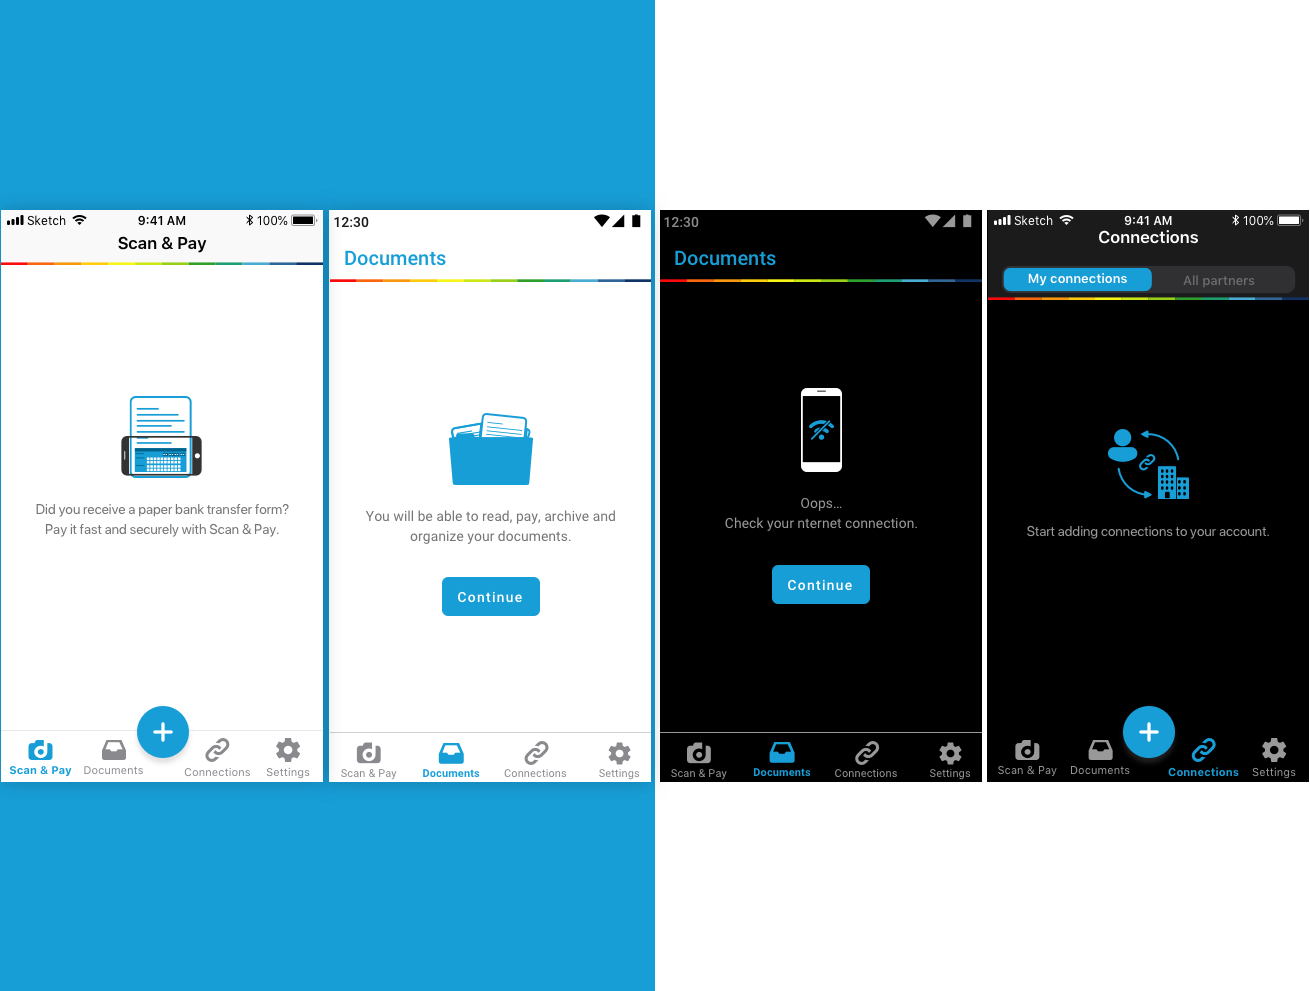 Sketch 9:41 AM 100%
Scan & Pay
Did you receive a paper bank transfer form?
Pay it fast and securely with Scan & Pay.
Scan & Pay Documents Connections Settings
12:30
Documents
You will be able to read, pay, archive and
organize your documents.
Continue
Scan & Pay Documents Connections Settings
12:30
Documents
Oops...
Check your nternet connection.
Continue
Scan & Pay Documents Connections Settings
Sketch 9:41 AM 100%
Connections
My connections All partners
Start adding connections to your account.
Scan & Pay Documents Connections Settings